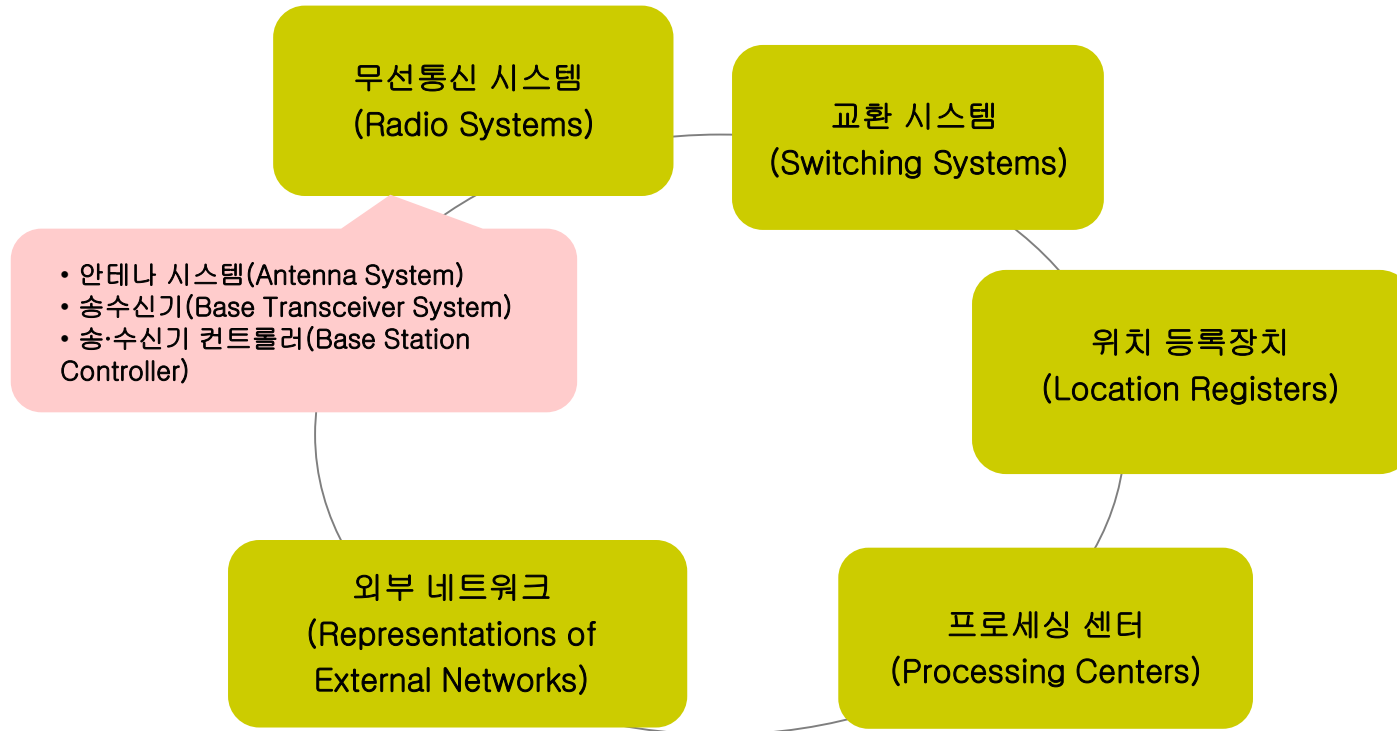 무선통신 시스템
(Radio Systems)
교환 시스템
(Switching Systems)
• 안테나 시스템(Antenna System)
• 송수신기(Base Transceiver System)
• 송·수신기 컨트롤러(Base Station
Controller)
위치 등록장치
(Location Registers)
외부 네트워크
(Representations of
External Networks)
프로세싱 센터
(Processing Centers)